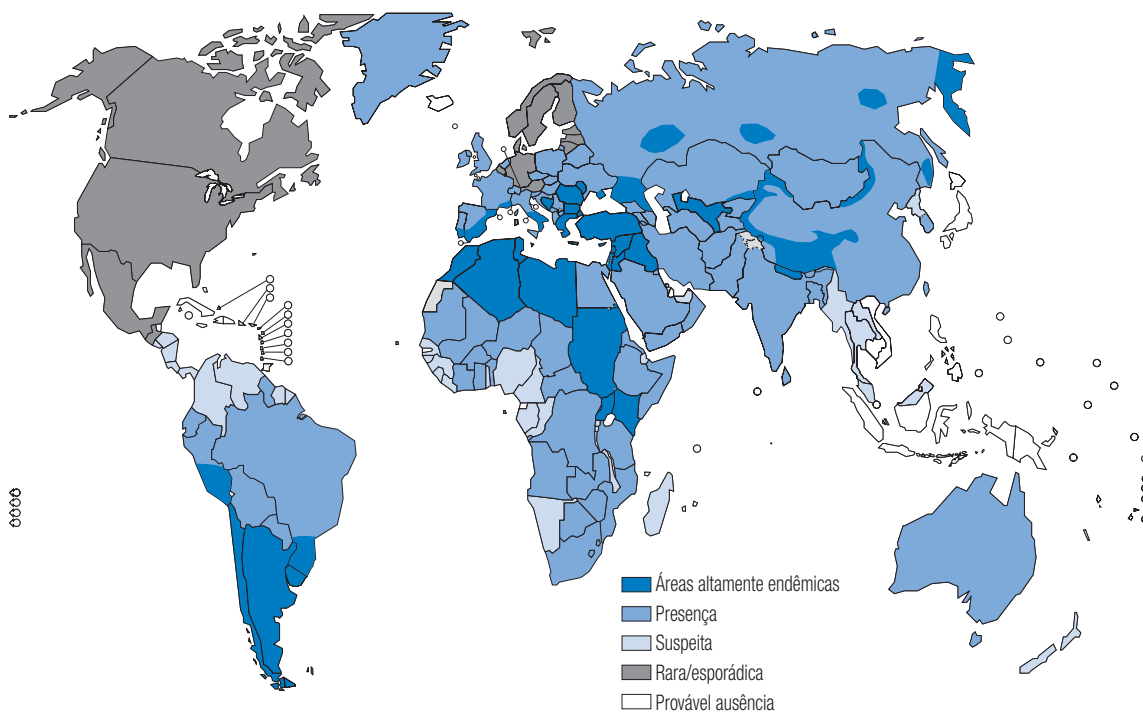 Áreas altamente endêmicas
Presença
Suspeita
Rara/esporádica
Provável ausência